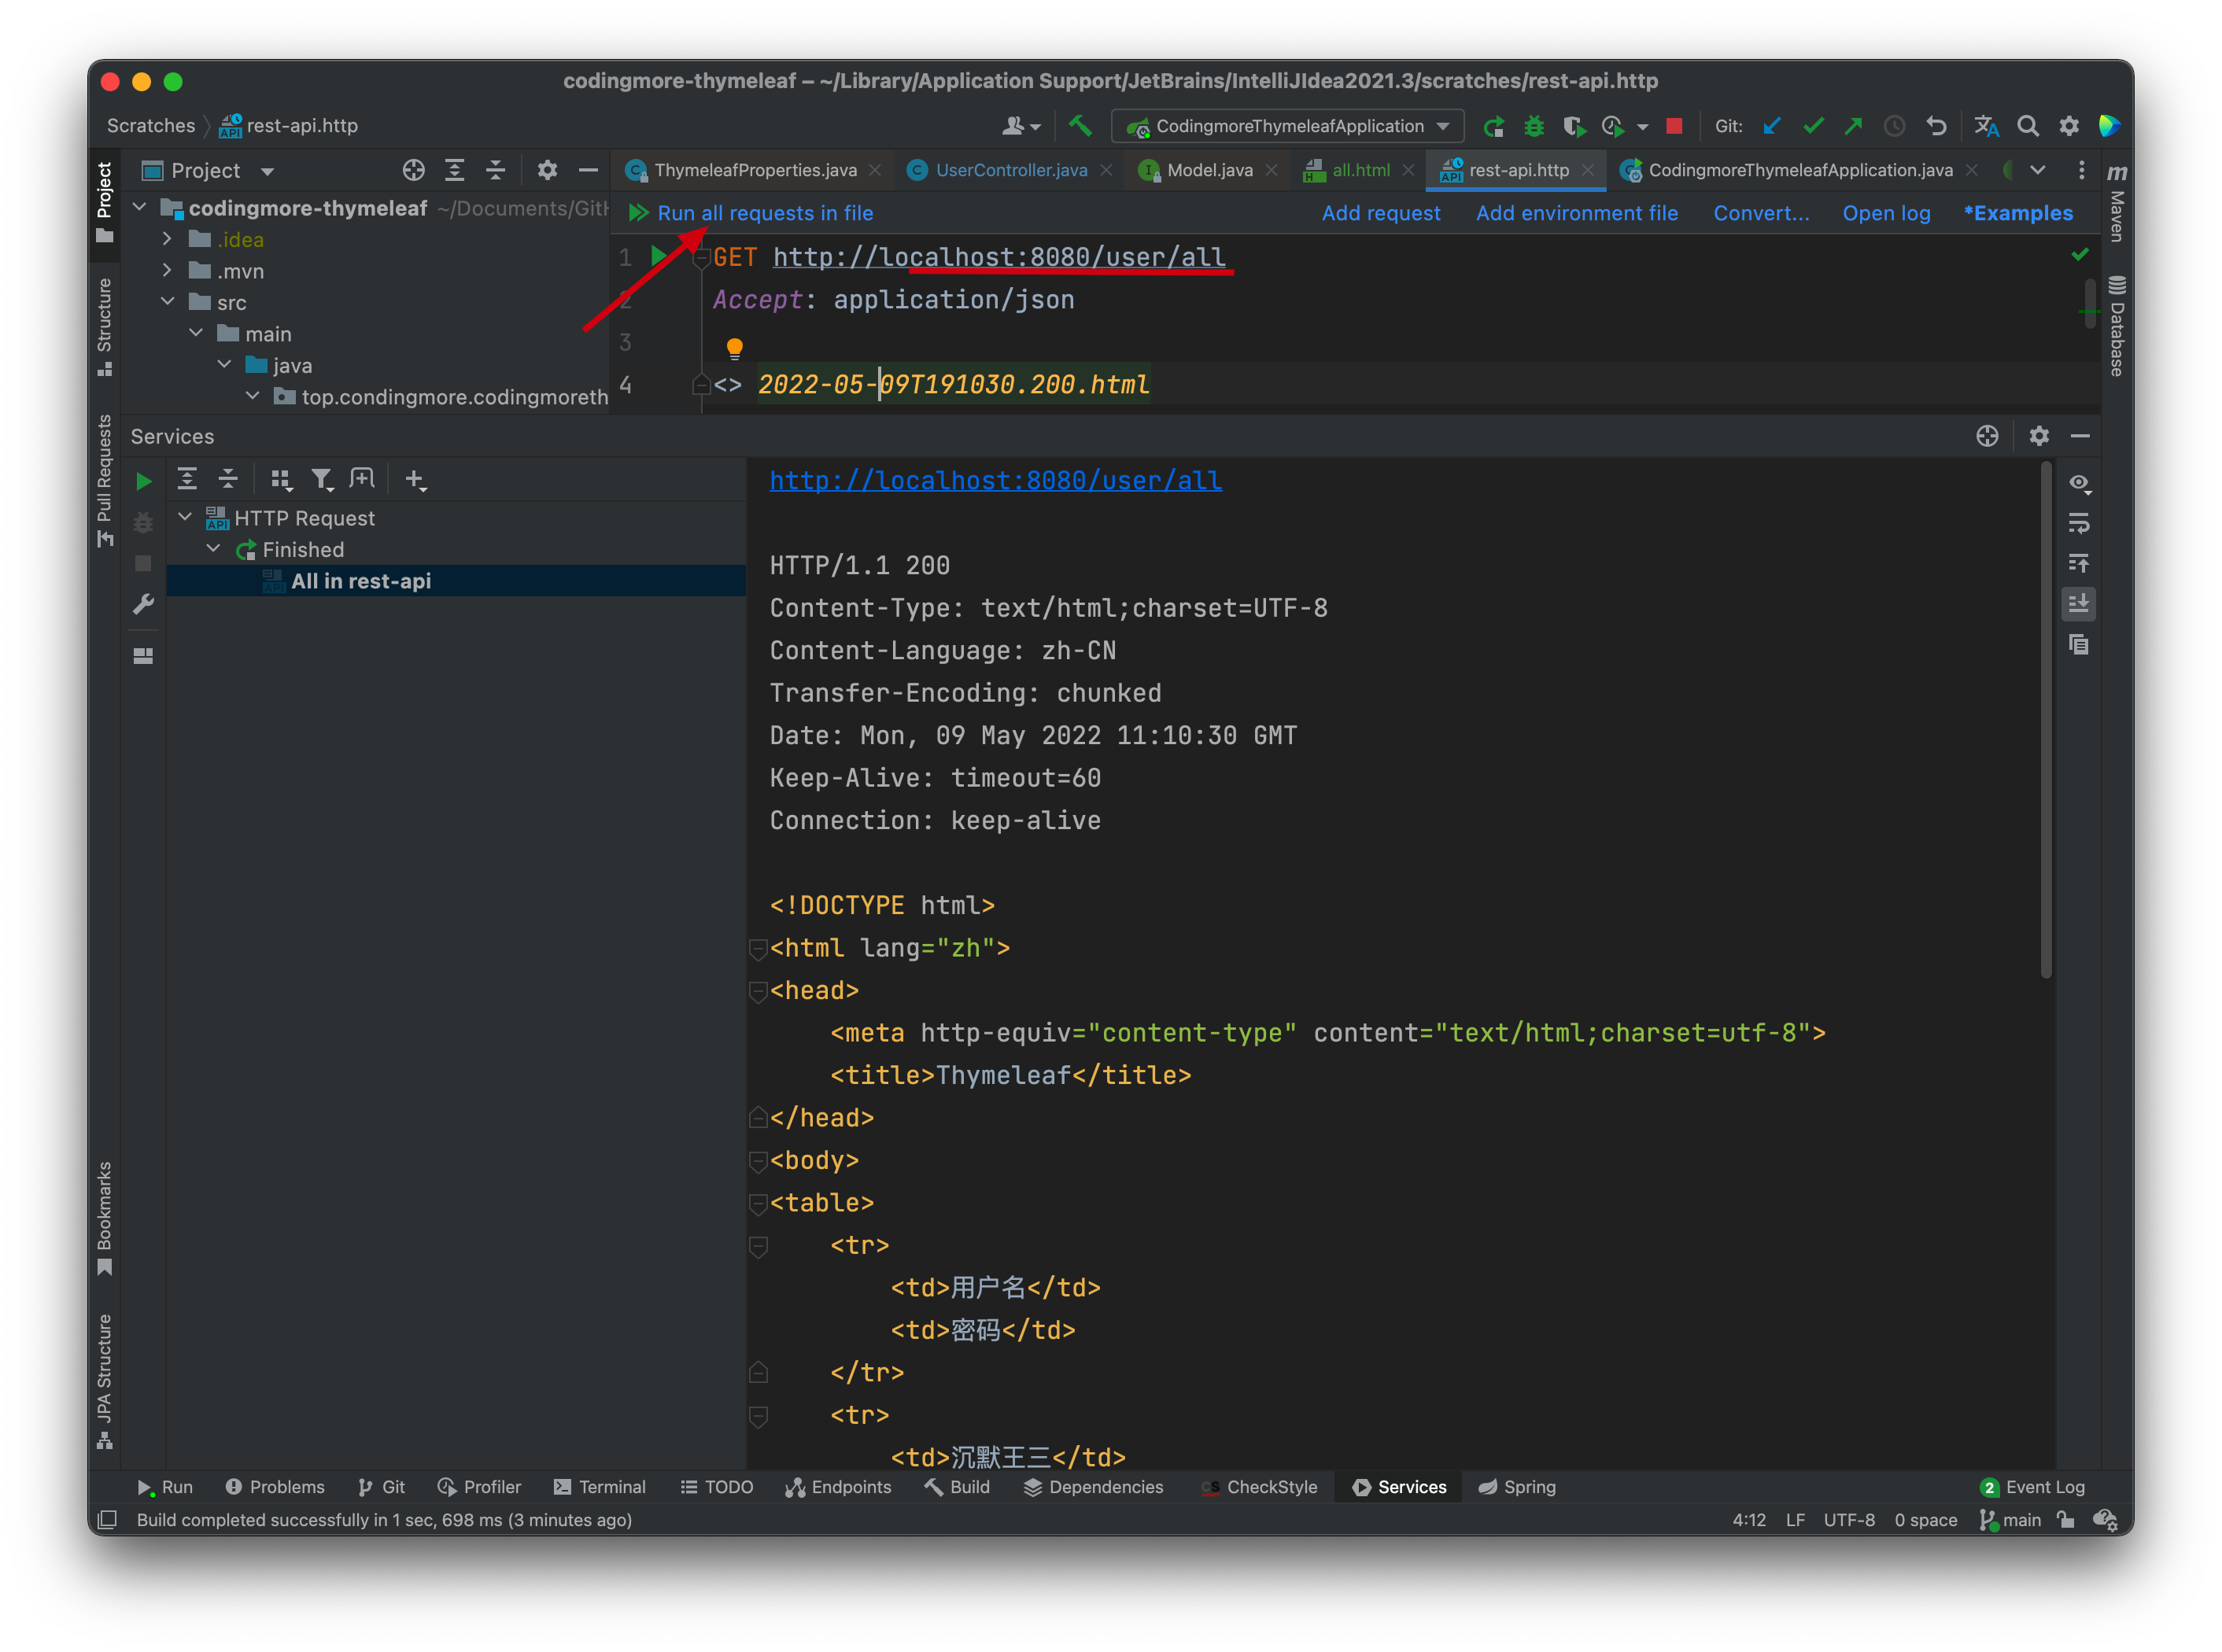 codingmore-thymeleaf – ~/Library/Application Support/JetBrains/IntelliJIdea2021.3/scratches/rest-api.http
Scratches rest-api.http CodingmoreThymeleafApplication Git:
Project ThymeleafProperties.java UserController.java Model.java all.html rest-api.http CodingmoreThymeleafApplication.java
codingmore-thymeleaf ~/Documents/GitH
Run all requests in file Add request Add environment file Convert... Open log *Examples
.idea
.mvn
src
main
java
top.condingmore.codingmoreth
1 GET http://localhost:8080/user/all
2 Accept: application/json
3
4 <> 2022-05-09T191030.200.html
Services
HTTP Request
Finished
All in rest-api
http://localhost:8080/user/all
HTTP/1.1 200
Content-Type: text/html;charset=UTF-8
Content-Language: zh-CN
Transfer-Encoding: chunked
Date: Mon, 09 May 2022 11:10:30 GMT
Keep-Alive: timeout=60
Connection: keep-alive
<!DOCTYPE html>
<html lang="zh">
<head>
<meta http-equiv="content-type" content="text/html;charset=utf-8">
<title>Thymeleaf</title>
</head>
<body>
<table>
<tr>
<td>用户名</td>
<td>密码</td>
</tr>
<tr>
<td>沉默王三</td>
Project
Structure
Pull Requests
Bookmarks
JPA Structure
Maven
Database
Run Problems Git Profiler Terminal TODO Endpoints Build Dependencies CheckStyle Services Spring 2 Event Log
Build completed successfully in 1 sec, 698 ms (3 minutes ago) 4:12 LF UTF-8 0 space main